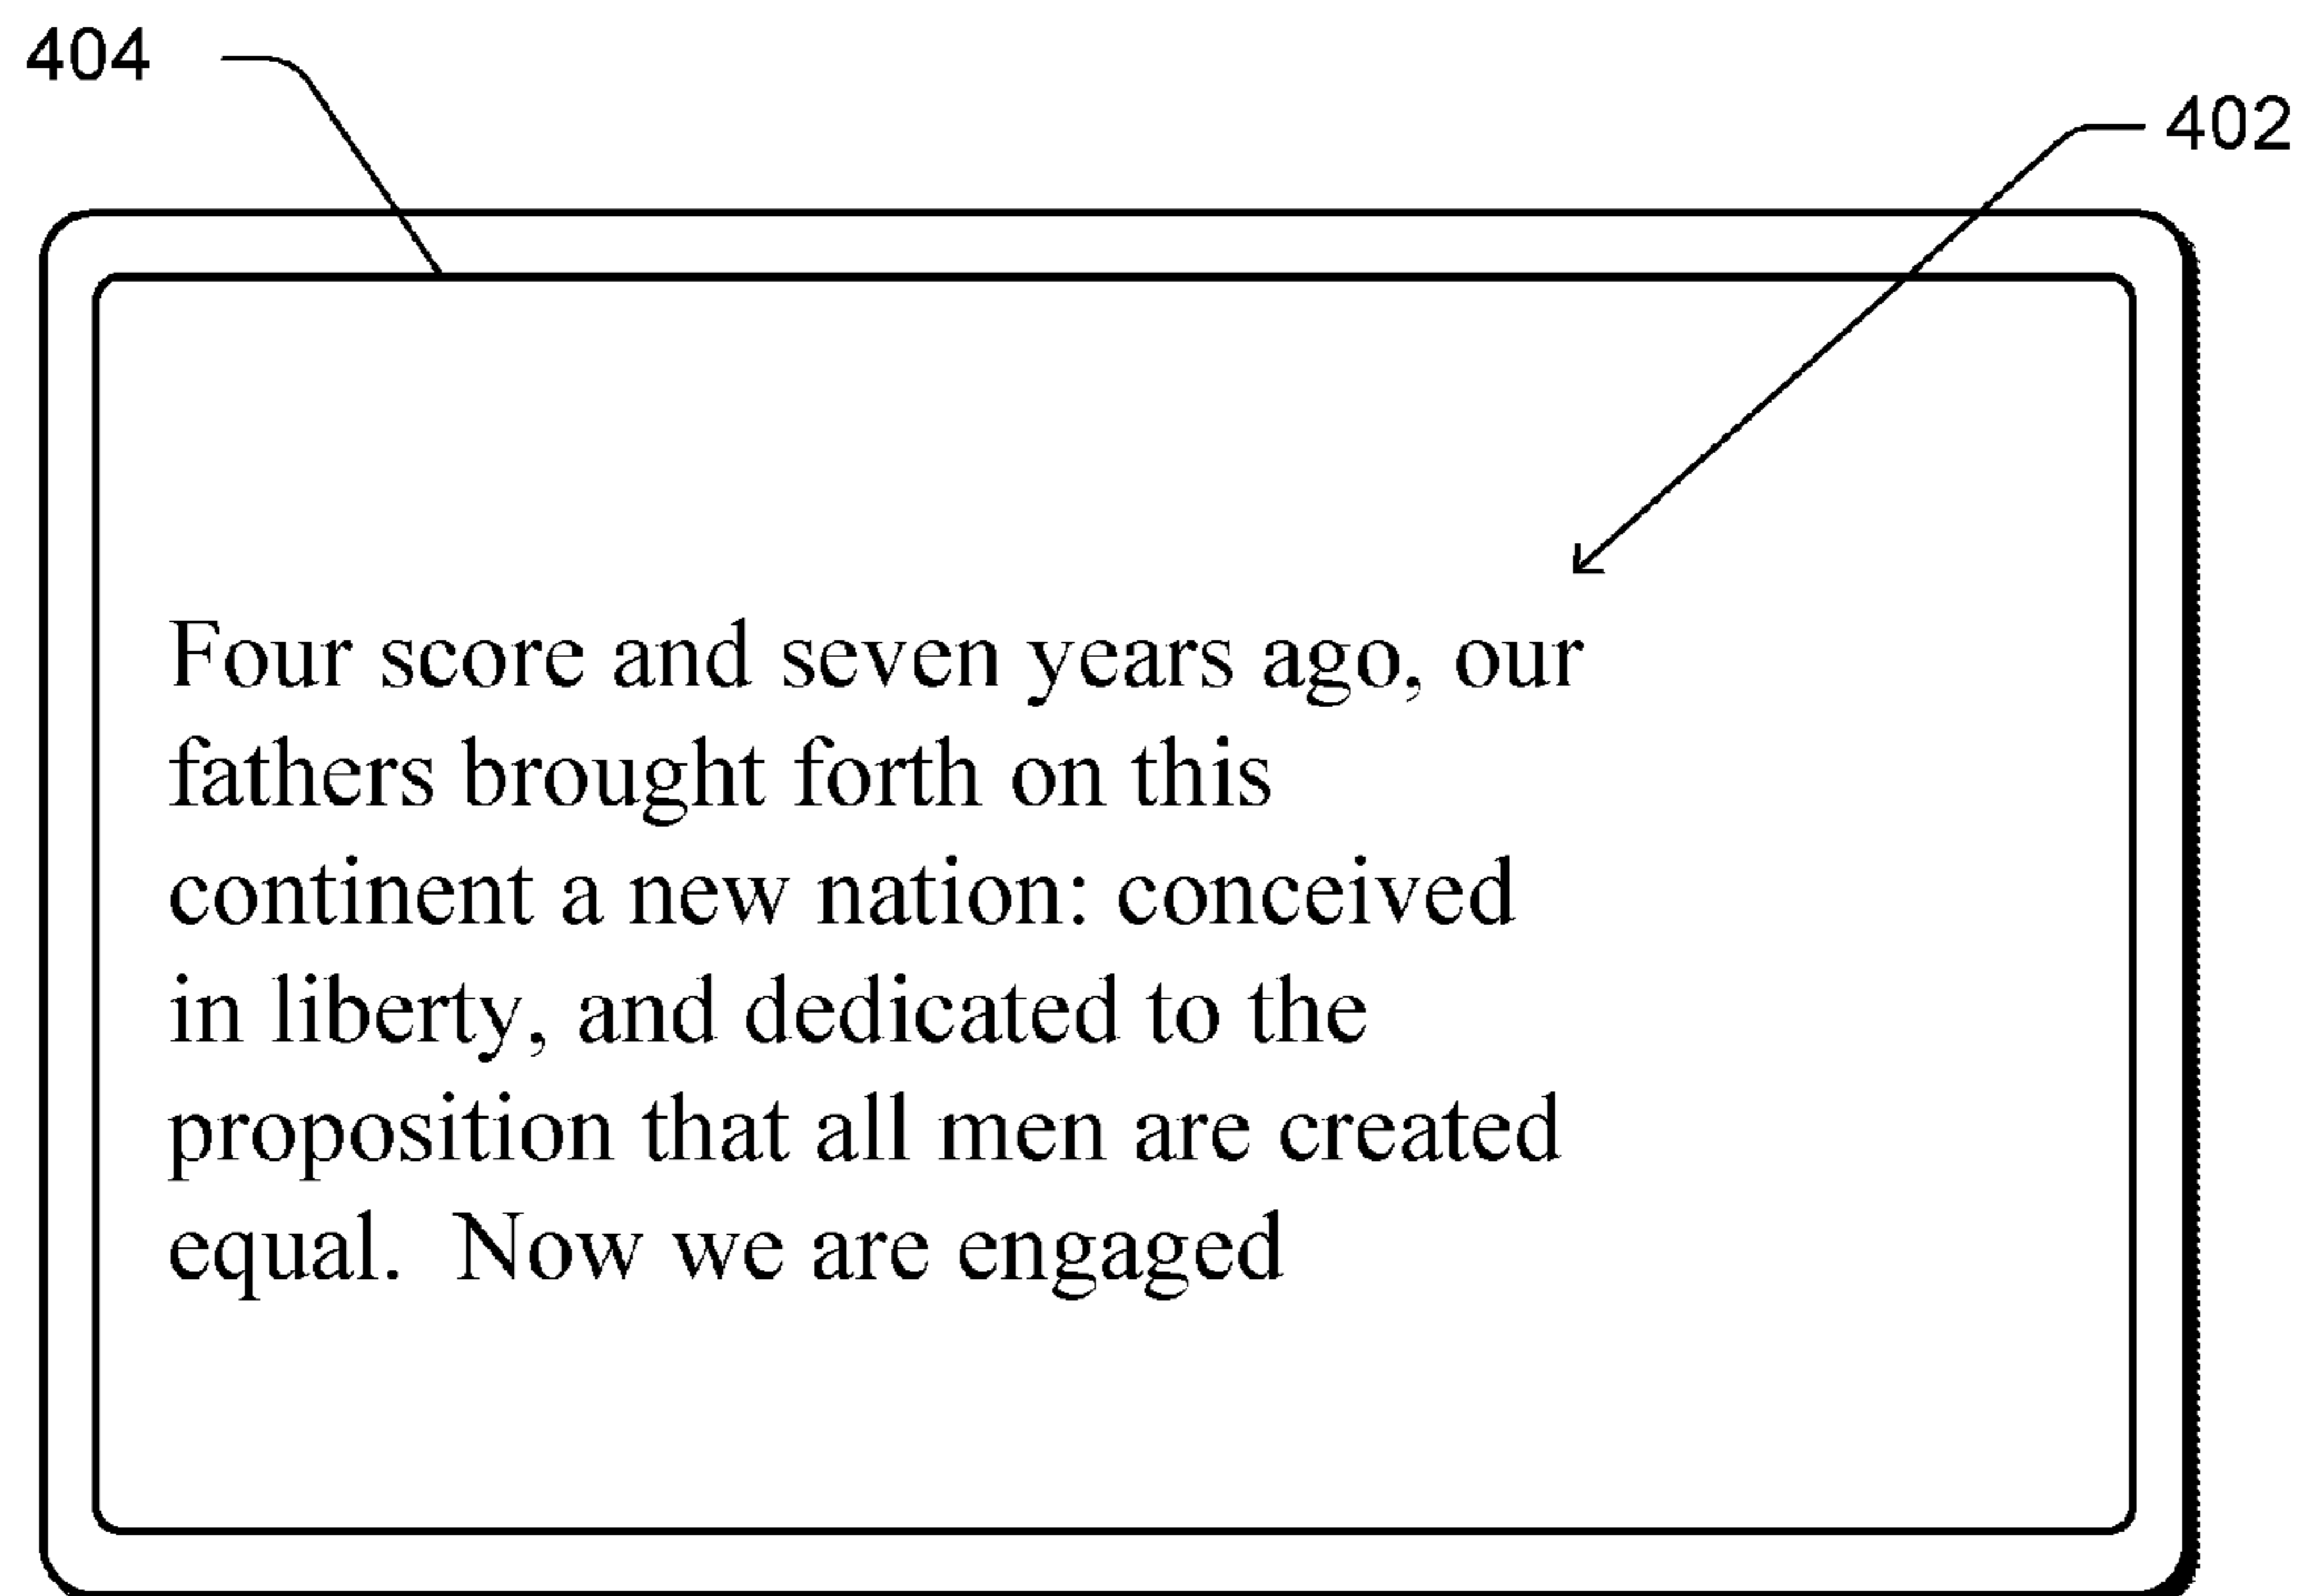 404
402
Four score and seven years ago, our
fathers brought forth on this
continent a new nation: conceived
in liberty, and dedicated to the
proposition that all men are created
equal.  Now we are engaged